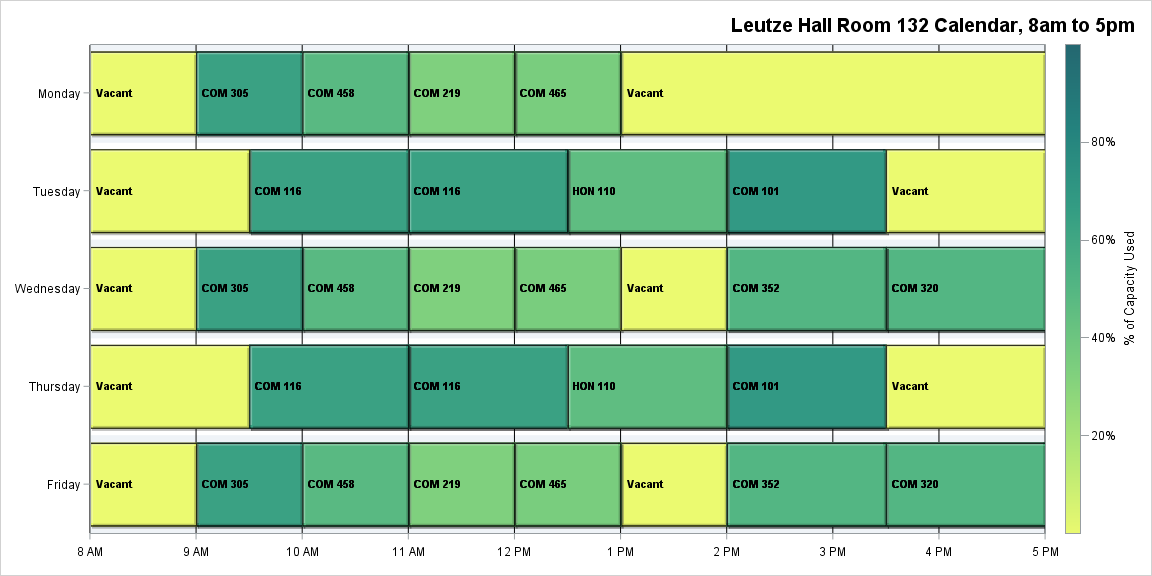 Leutze Hall Room 132 Calendar, 8am to 5pm
Monday
Vacant
COM 305
COM 458
COM 219
COM 465
Vacant
Tuesday
Vacant
COM 116
COM 116
HON 110
COM 101
Vacant
Wednesday
Vacant
COM 305
COM 458
COM 219
COM 465
Vacant
COM 352
COM 320
Thursday
Vacant
COM 116
COM 116
HON 110
COM 101
Vacant
Friday
Vacant
COM 305
COM 458
COM 219
COM 465
Vacant
COM 352
COM 320
8 AM
9 AM
10 AM
11 AM
12 PM
1 PM
2 PM
3 PM
4 PM
5 PM
80%
60%
40%
20%
% of Capacity Used